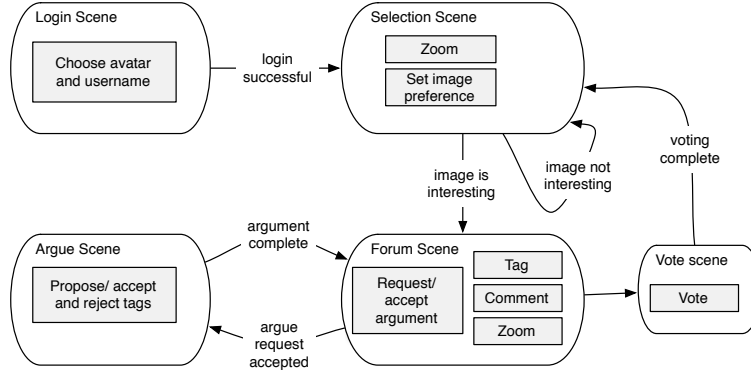 Login Scene
Choose avatar
and username
login
successful
Selection Scene
Zoom
Set image
preference
image is
interesting
image not
interesting
voting
complete
Argue Scene
Propose/ accept
and reject tags
argument
complete
argue
request
accepted
Forum Scene
Request/
accept
argument
Tag
Comment
Zoom
Vote scene
Vote